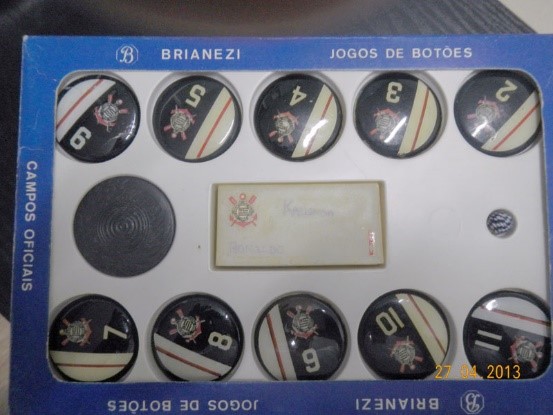 BRIANEZI JOGOS DE BOTÕES
6 5 4 3 2
CAMPOS OFICIAIS
7 8 9 10 11
27 04 2013
BRIANEZI JOGOS DE BOTÕES